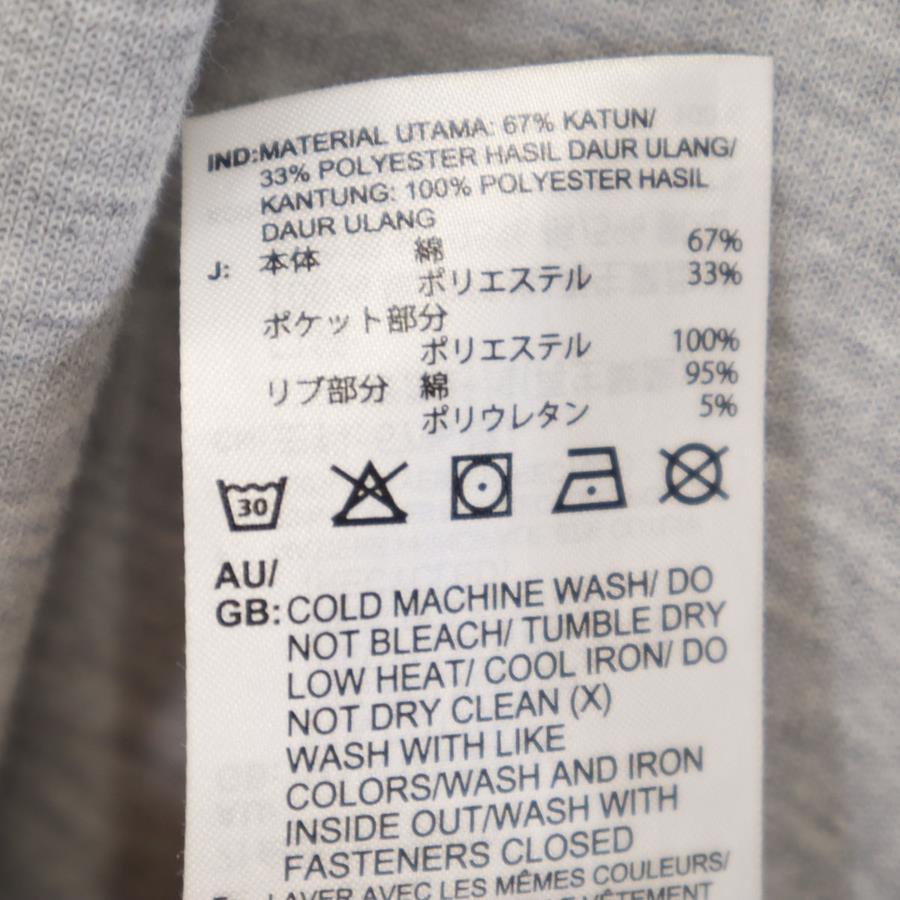 IND:MATERIAL UTAMA: 67% KATUN/
33% POLYESTER HASIL DAUR ULANG/
KANTUNG: 100% POLYESTER HASIL
DAUR ULANG
J: 本体 綿 67%
ポリエステル 33%
ポケット部分
ポリエステル 100%
リブ部分 綿 95%
ポリウレタン 5%
30
AU/
GB: COLD MACHINE WASH/ DO
NOT BLEACH/ TUMBLE DRY
LOW HEAT/ COOL IRON/ DO
NOT DRY CLEAN (X)
WASH WITH LIKE
COLORS/WASH AND IRON
INSIDE OUT/WASH WITH
FASTENERS CLOSED
LAVER AVEC LES MÊMES COULEURS/
VÊTEMENT